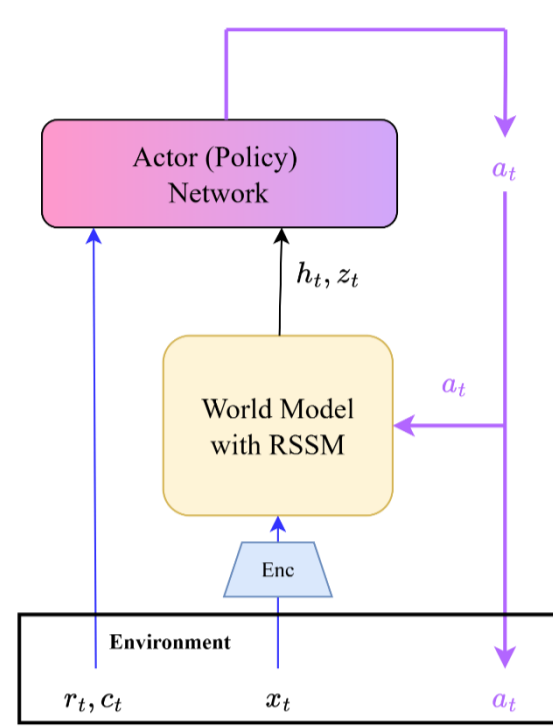 Actor (Policy)
Network
a_t
h_t, z_t
a_t
World Model
with RSSM
Enc
Environment
r_t, c_t
x_t
a_t